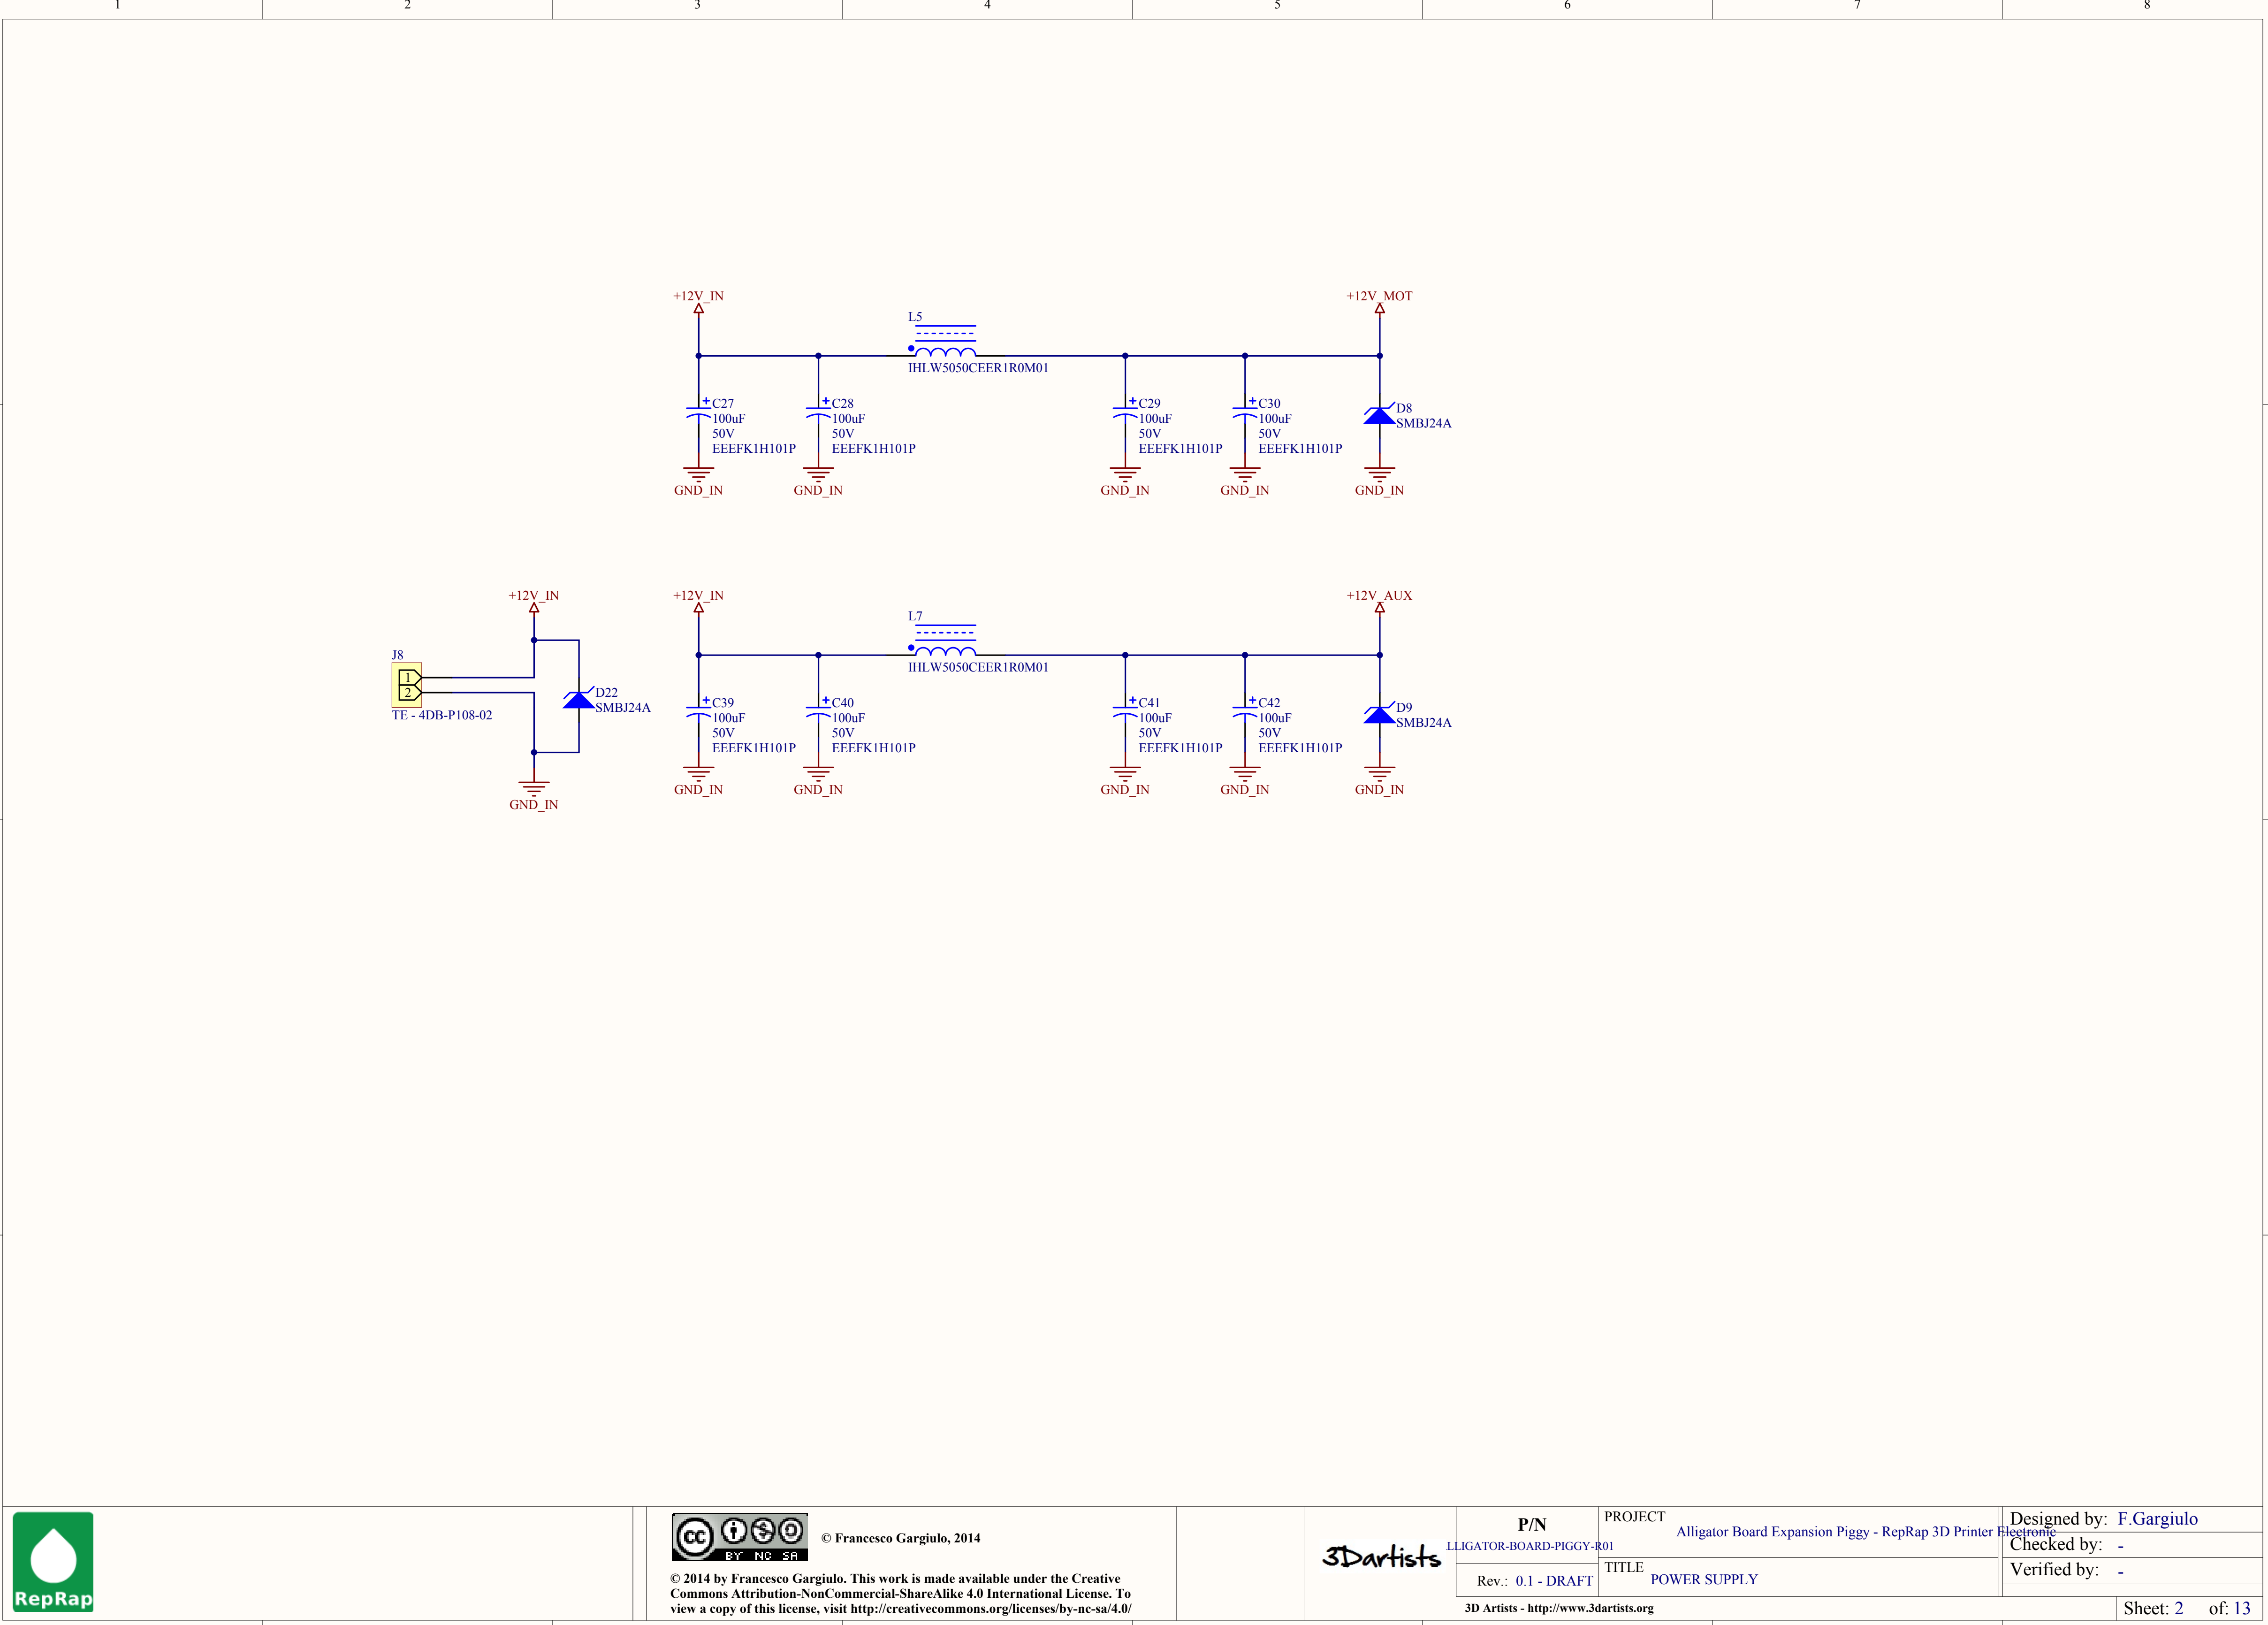 1 2 3 4 5 6 7 8
+12V_IN
+12V_MOT
L5
IHLW5050CEER1R0M01
+ C27
100uF
50V
EEEFK1H101P
+ C28
100uF
50V
EEEFK1H101P
+ C29
100uF
50V
EEEFK1H101P
+ C30
100uF
50V
EEEFK1H101P
D8
SMBJ24A
GND_IN
GND_IN
GND_IN
GND_IN
GND_IN
+12V_IN
J8
1
2
TE - 4DB-P108-02
D22
SMBJ24A
GND_IN
+12V_IN
+12V_AUX
L7
IHLW5050CEER1R0M01
+ C39
100uF
50V
EEEFK1H101P
+ C40
100uF
50V
EEEFK1H101P
+ C41
100uF
50V
EEEFK1H101P
+ C42
100uF
50V
EEEFK1H101P
D9
SMBJ24A
GND_IN
GND_IN
GND_IN
GND_IN
GND_IN
RepRap
cc
BY NC SA
© Francesco Gargiulo, 2014
© 2014 by Francesco Gargiulo. This work is made available under the Creative
Commons Attribution-NonCommercial-ShareAlike 4.0 International License. To
view a copy of this license, visit http://creativecommons.org/licenses/by-nc-sa/4.0/
3Dartists
P/N
LLIGATOR-BOARD-PIGGY-R01
Rev.: 0.1 - DRAFT
3D Artists - http://www.3dartists.org
PROJECT
Alligator Board Expansion Piggy - RepRap 3D Printer Electronic
TITLE
POWER SUPPLY
Designed by: F.Gargiulo
Checked by: -
Verified by: -
Sheet: 2 of: 13